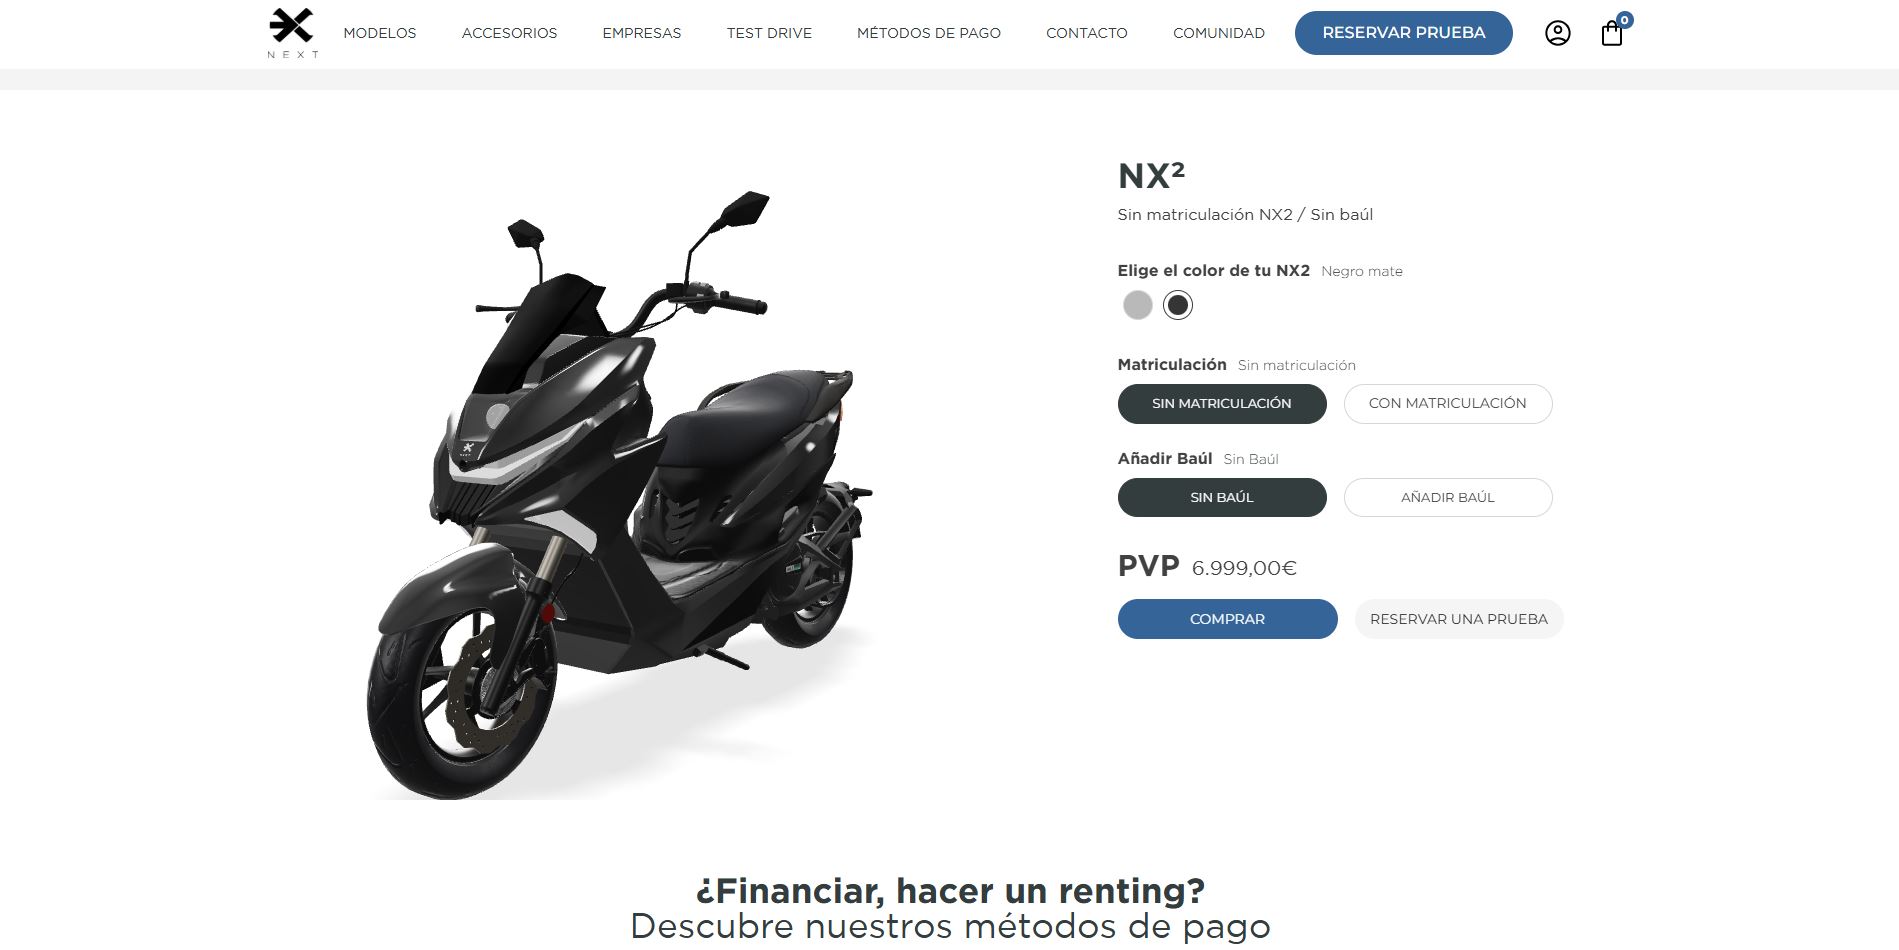 NEXT
MODELOS
ACCESORIOS
EMPRESAS
TEST DRIVE
MÉTODOS DE PAGO
CONTACTO
COMUNIDAD
RESERVAR PRUEBA
0
NX²
Sin matriculación NX2 / Sin baúl
Elige el color de tu NX2 Negro mate
Matriculación Sin matriculación
SIN MATRICULACIÓN
CON MATRICULACIÓN
Añadir Baúl Sin Baúl
SIN BAÚL
AÑADIR BAÚL
PVP 6.999,00€
COMPRAR
RESERVAR UNA PRUEBA
¿Financiar, hacer un renting?
Descubre nuestros métodos de pago